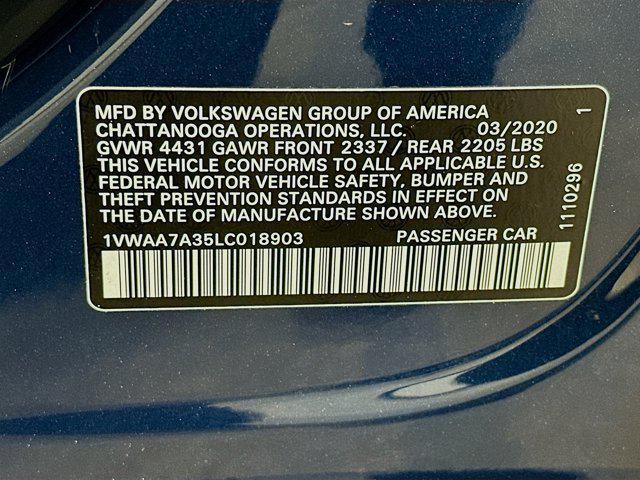 MFD BY VOLKSWAGEN GROUP OF AMERICA
CHATTANOOGA OPERATIONS, LLC. 03/2020
GVWR 4431 GAWR FRONT 2337 / REAR 2205 LBS
THIS VEHICLE CONFORMS TO ALL APPLICABLE U.S.
FEDERAL MOTOR VEHICLE SAFETY, BUMPER AND
THEFT PREVENTION STANDARDS IN EFFECT ON THE
DATE OF MANUFACTURE SHOWN ABOVE.
1VWAA7A35LC018903 PASSENGER CAR
1110296 1